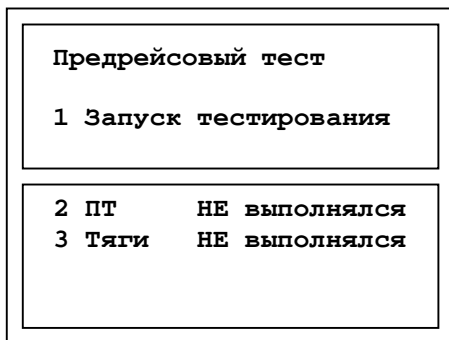 Предрейсовый тест
1 Запуск тестирования
2 ПТ НЕ выполнялся
3 Тяги НЕ выполнялся